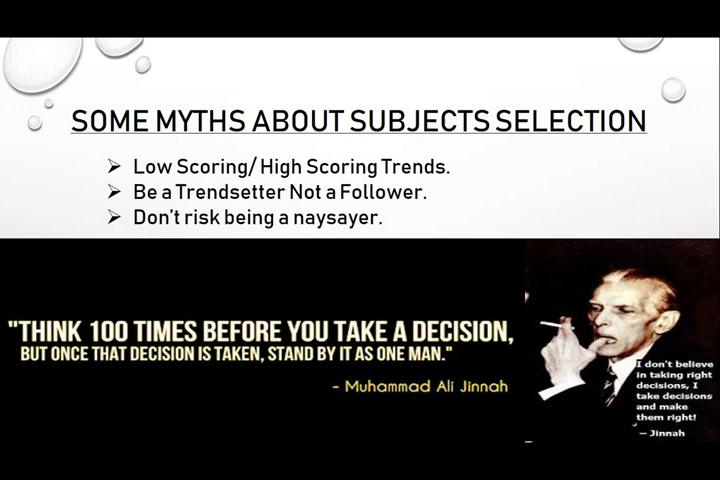 SOME MYTHS ABOUT SUBJECTS SELECTION
Low Scoring/ High Scoring Trends.
Be a Trendsetter Not a Follower.
Don't risk being a naysayer.
"THINK 100 TIMES BEFORE YOU TAKE A DECISION,
BUT ONCE THAT DECISION IS TAKEN, STAND BY IT AS ONE MAN."
- Muhammad Ali Jinnah
I don't believe
in taking right
decisions, I
take decisions
and make
them right!
— Jinnah